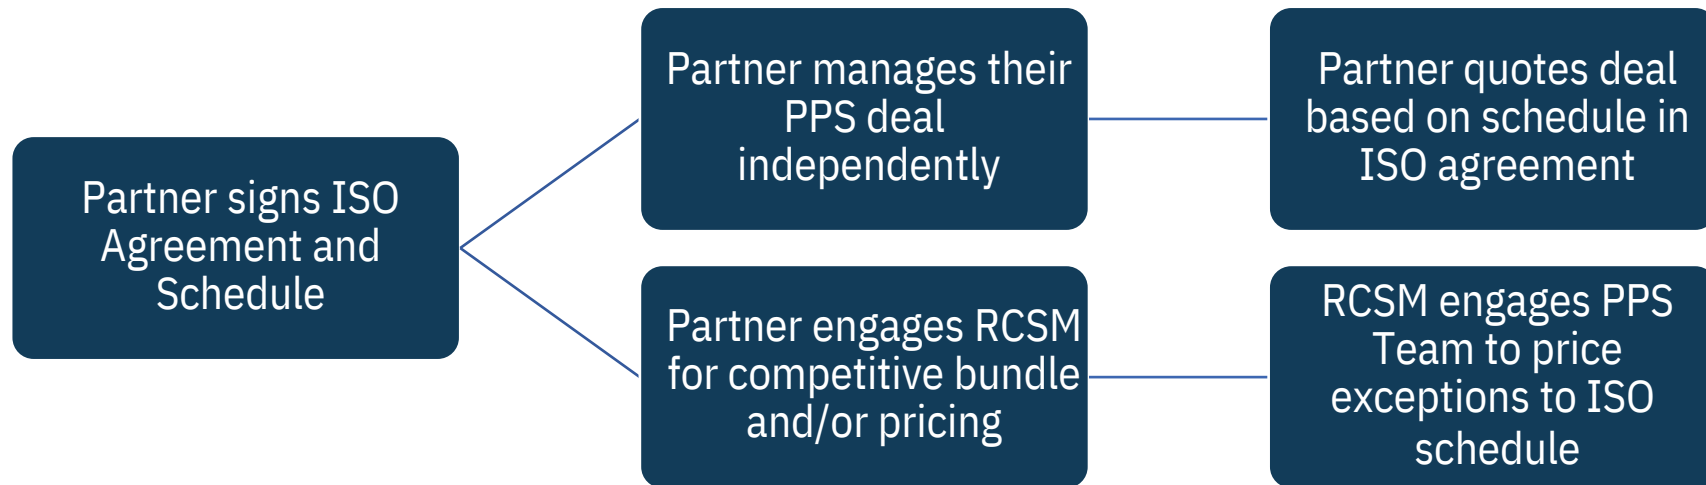 Partner signs ISO
Agreement and
Schedule
Partner manages their
PPS deal
independently
Partner quotes deal
based on schedule in
ISO agreement
Partner engages RCSM
for competitive bundle
and/or pricing
RCSM engages PPS
Team to price
exceptions to ISO
schedule